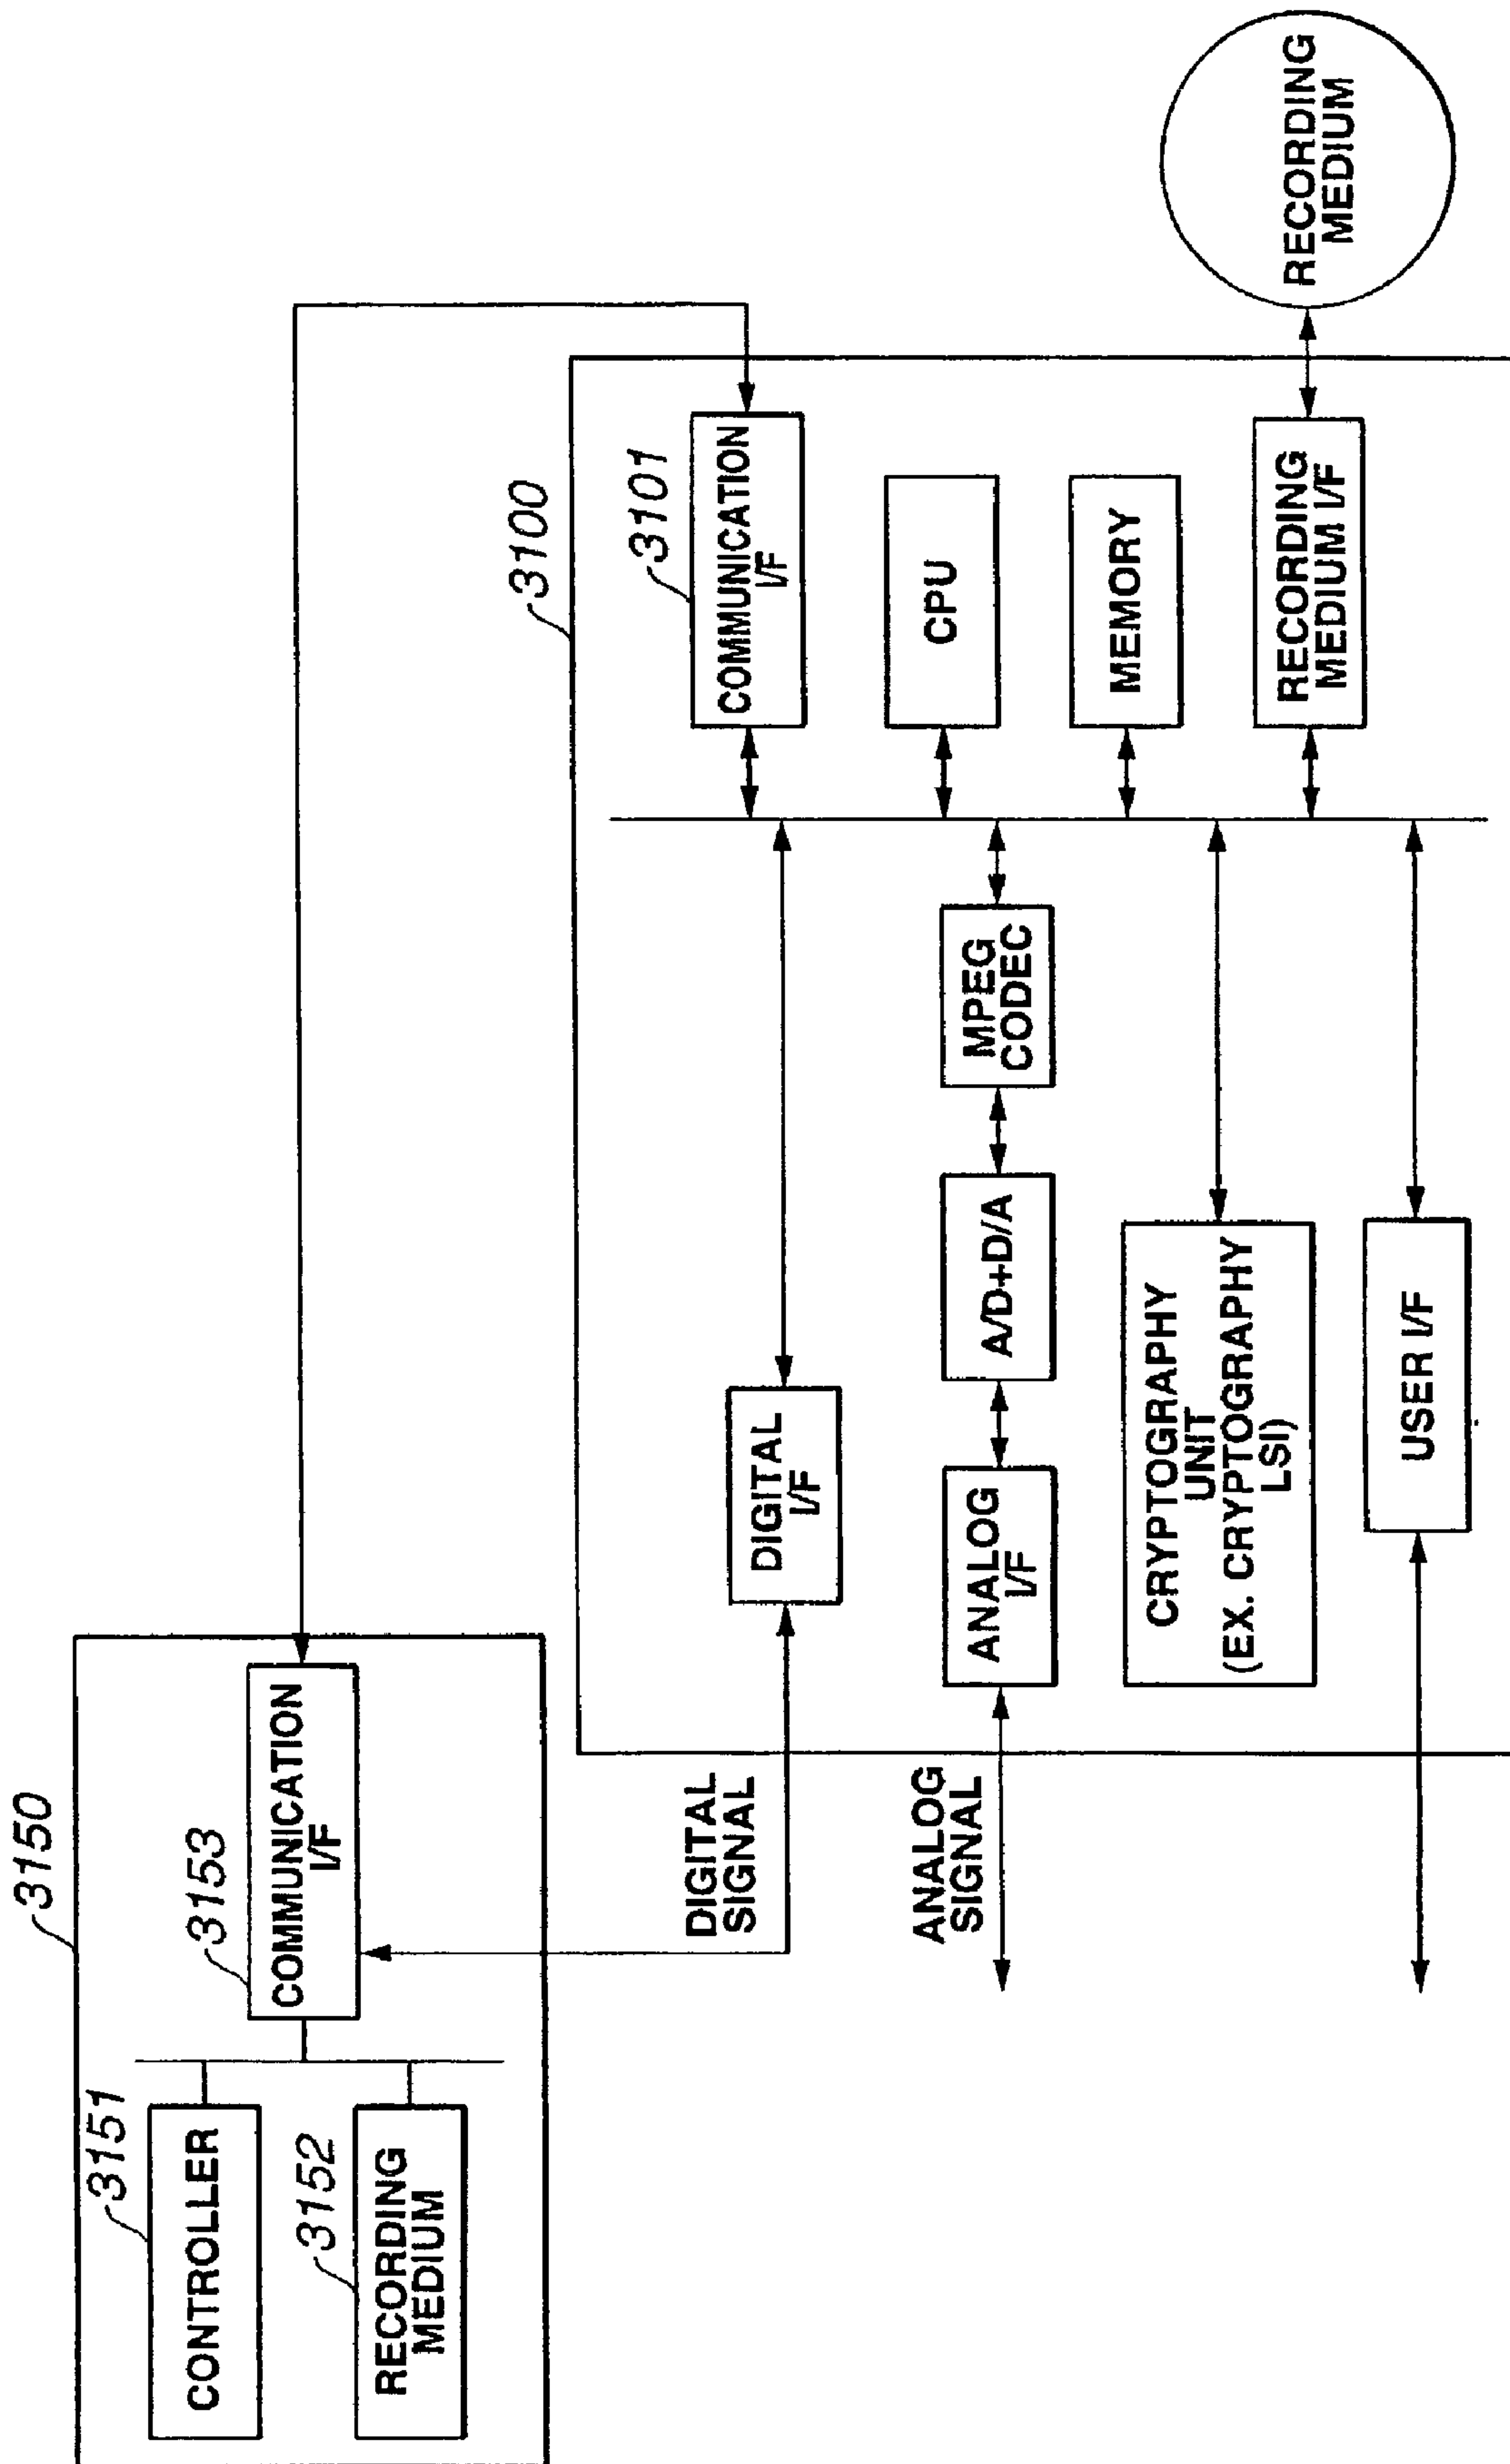 3150
3151
CONTROLLER
3152
RECORDING
MEDIUM
3153
COMMUNICATION
I/F
3100
DIGITAL
SIGNAL
DIGITAL
I/F
3101
COMMUNICATION
I/F
CPU
ANALOG
SIGNAL
ANALOG
I/F
A/D+D/A
MPEG
CODEC
MEMORY
CRYPTOGRAPHY
UNIT
(EX. CRYPTOGRAPHY
LSI)
RECORDING
MEDIUM I/F
RECORDING
MEDIUM
USER I/F